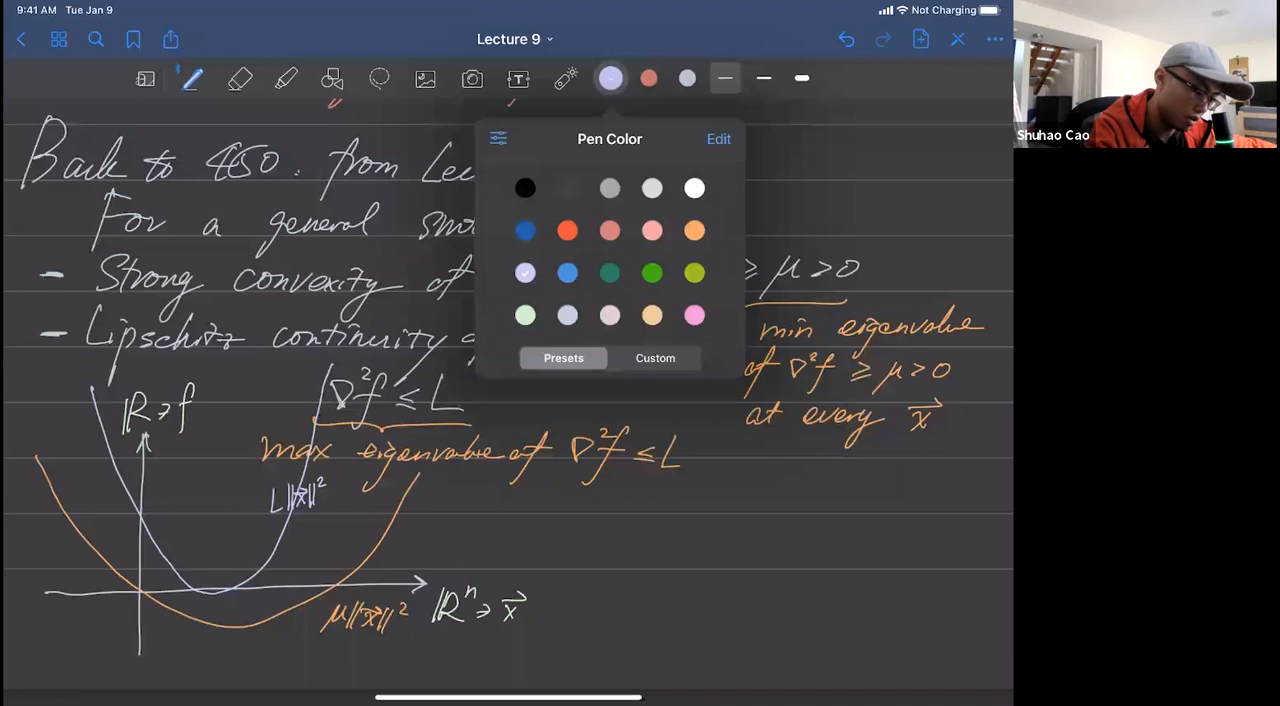 9:41 AM Tue Jan 9
Not Charging
Lecture 9
Shuhao Cao
Pen Color
Edit
Presets
Custom
Back to 450. from Lec
For a general smo
- Strong convexity of
≥ μ > 0
- Lipschitz continuity
min eigenvalue
of ∇²f ≥ μ > 0
at every x⃗
∇²f ≤ L
max eigenvalue of ∇²f ≤ L
ℝ ∋ f
L||x⃗||²
μ||x⃗||²
ℝⁿ ∋ x⃗